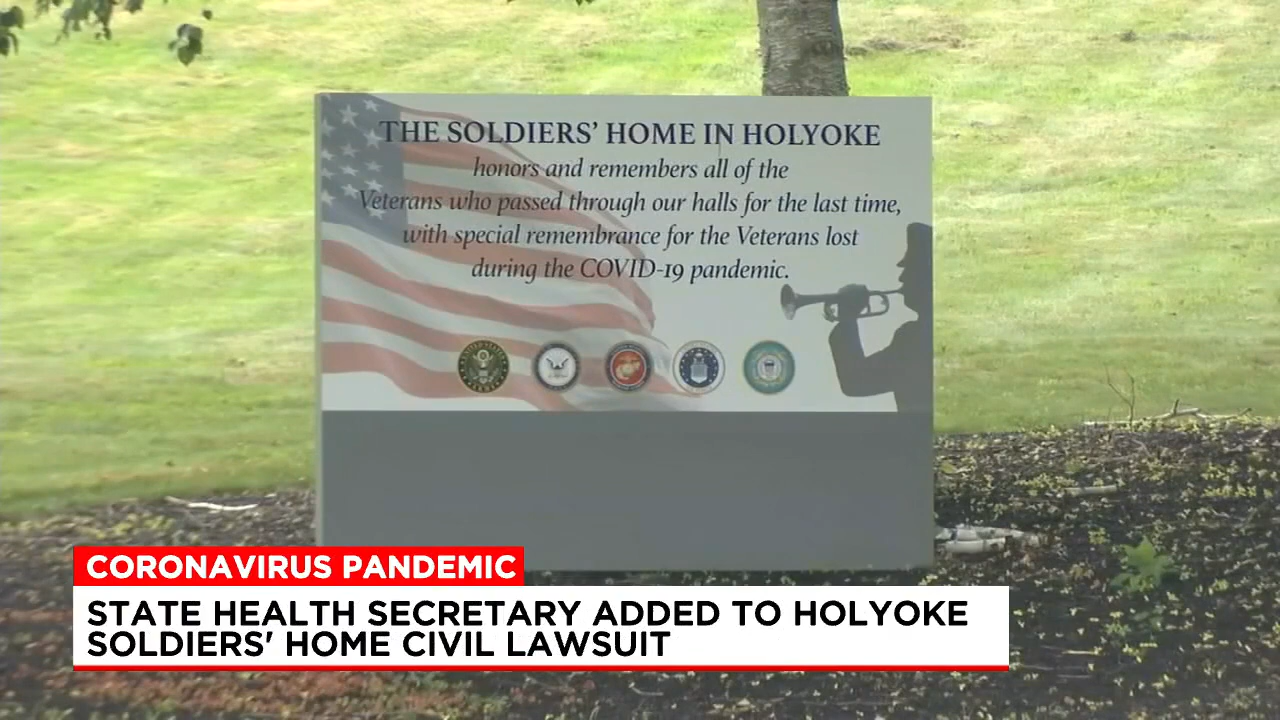 THE SOLDIERS' HOME IN HOLYOKE
honors and remembers all of the
Veterans who passed through our halls for the last time,
with special remembrance for the Veterans lost
during the COVID-19 pandemic.
CORONAVIRUS PANDEMIC
STATE HEALTH SECRETARY ADDED TO HOLYOKE
SOLDIERS' HOME CIVIL LAWSUIT